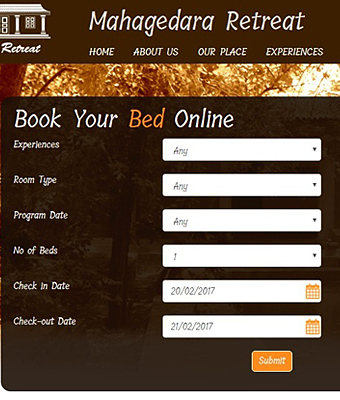 Mahagedara Retreat
Retreat
HOME ABOUT US OUR PLACE EXPERIENCES
Book Your Bed Online
Experiences Any
Room Type Any
Program Date Any
No of Beds 1
Check In Date 20/02/2017
Check-out Date 21/02/2017
Submit